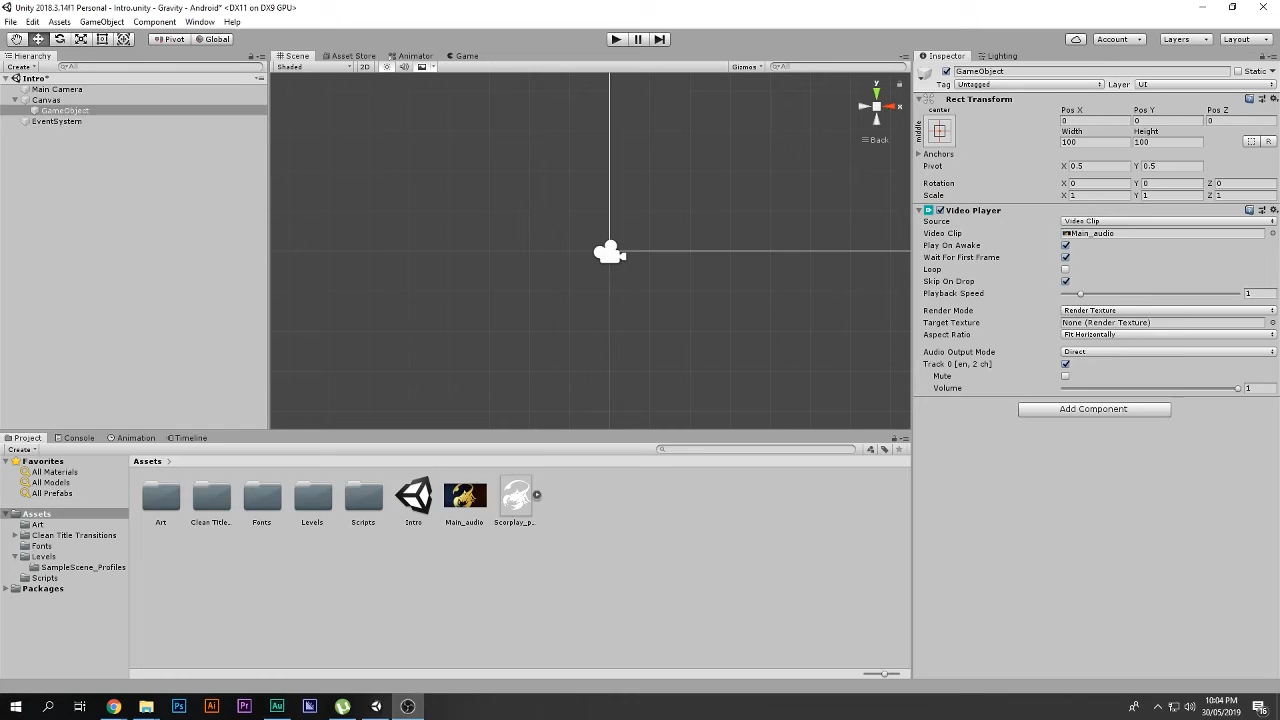 Unity 2018.3.14f1 Personal - Intro.unity - Gravity - Android* <DX11 on DX9 GPU>
File Edit Assets GameObject Component Window Help
Pivot Global Account Layers Layout
Hierarchy
Create All
Intro*
Main Camera
Canvas
GameObject
EventSystem
Scene Asset Store Animator Game
Shaded 2D Gizmos All
y
x
Back
Inspector Lighting
GameObject Static
Tag Untagged Layer UI
Rect Transform
center
middle
Pos X Pos Y Pos Z
0 0 0
Width Height
100 100
R
Anchors
Pivot X 0.5 Y 0.5
Rotation X 0 Y 0 Z 0
Scale X 1 Y 1 Z 1
Video Player
Source Video Clip
Video Clip Main_audio
Play On Awake
Wait For First Frame
Loop
Skip On Drop
Playback Speed 1
Render Mode Render Texture
Target Texture None (Render Texture)
Aspect Ratio Fit Horizontally
Audio Output Mode Direct
Track 0 [en, 2 ch]
Mute
Volume 1
Add Component
Project Console Animation Timeline
Create
Favorites
All Materials
All Models
All Prefabs
Assets
Art
Clean Title Transitions
Fonts
Levels
SampleScene_Profiles
Scripts
Packages
Assets
Art Clean Title... Fonts Levels Scripts Intro Main_audio Scorplay_p...
Ps Ai Pr Au
10:04 PM
30/05/2019